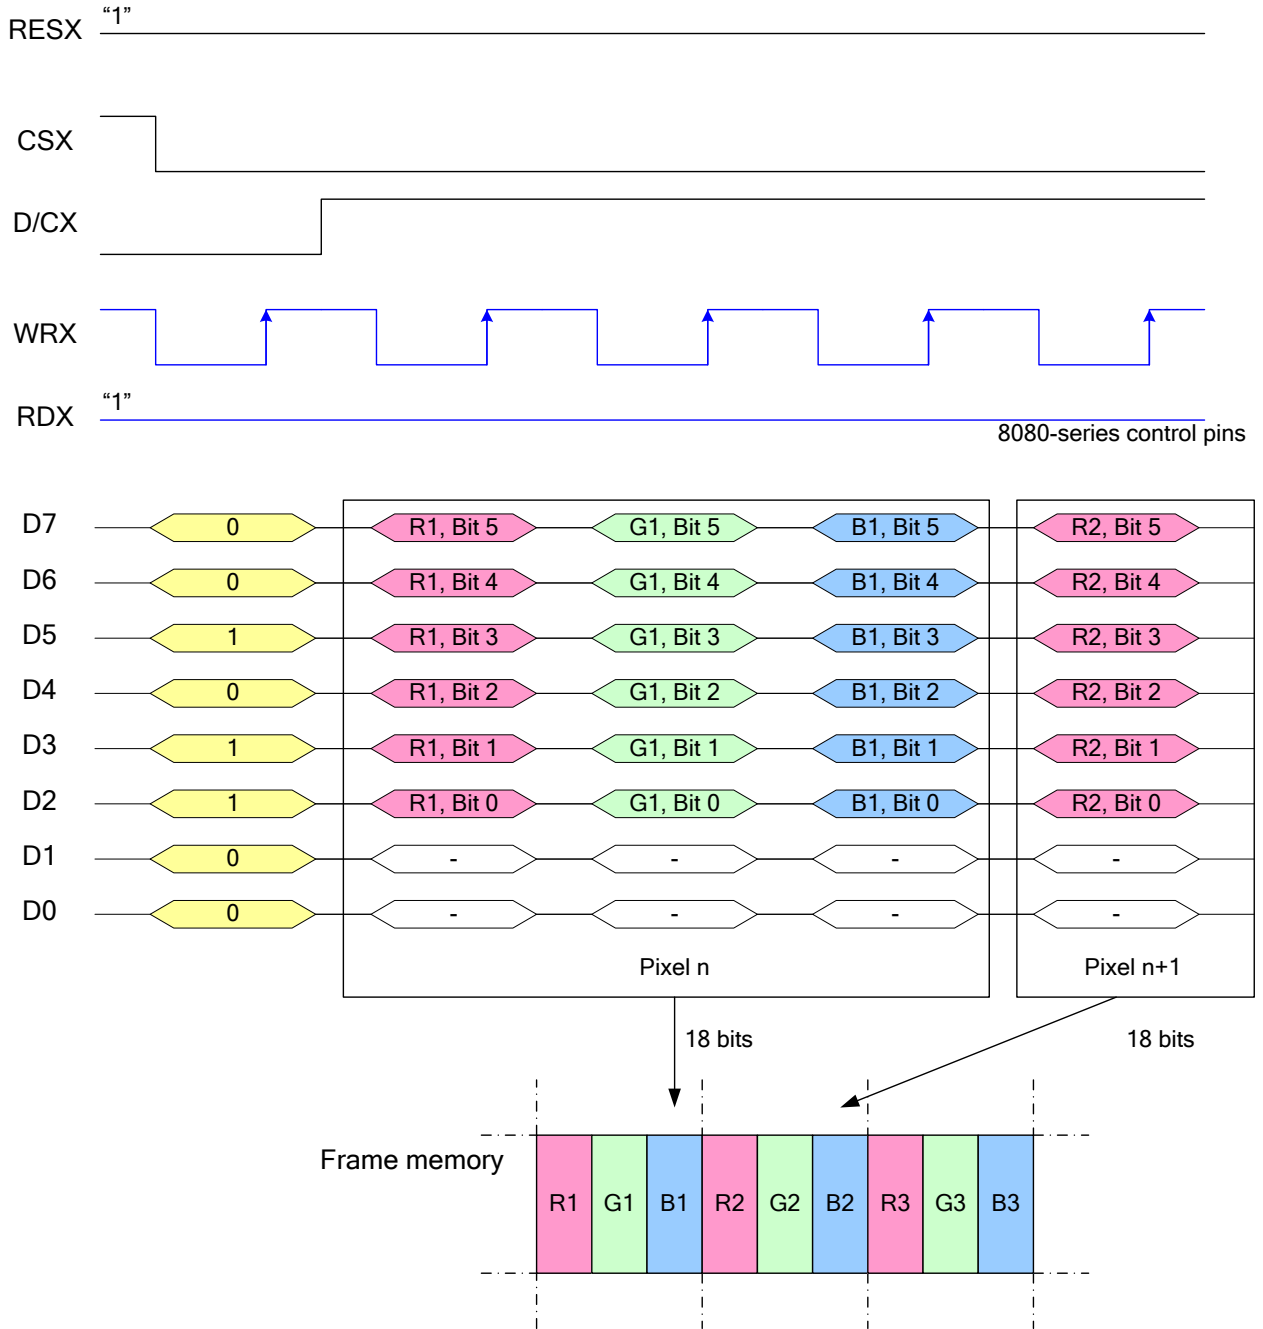 RESX “1”
CSX
D/CX
WRX
RDX “1”
8080-series control pins
D7 0 R1, Bit 5 G1, Bit 5 B1, Bit 5 R2, Bit 5
D6 0 R1, Bit 4 G1, Bit 4 B1, Bit 4 R2, Bit 4
D5 1 R1, Bit 3 G1, Bit 3 B1, Bit 3 R2, Bit 3
D4 0 R1, Bit 2 G1, Bit 2 B1, Bit 2 R2, Bit 2
D3 1 R1, Bit 1 G1, Bit 1 B1, Bit 1 R2, Bit 1
D2 1 R1, Bit 0 G1, Bit 0 B1, Bit 0 R2, Bit 0
D1 0 - - - -
D0 0 - - - -
Pixel n Pixel n+1
18 bits 18 bits
Frame memory
R1 G1 B1 R2 G2 B2 R3 G3 B3